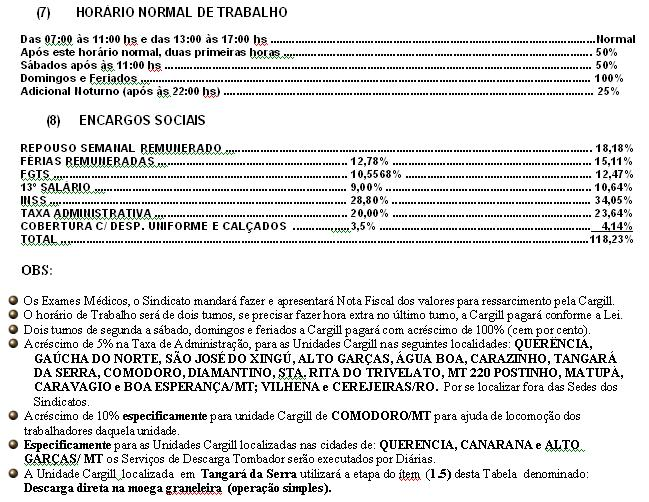 (7) HORÁRIO NORMAL DE TRABALHO
Das 07:00 às 11:00 hs e das 13:00 às 17:00 hs ........ Normal
Após este horário normal, duas primeiras horas ........ 50%
Sábados após às 11:00 hs ........ 50%
Domingos e Feriados ........ 100%
Adicional Noturno (após às 22:00 hs) ........ 25%
(8) ENCARGOS SOCIAIS
REPOUSO SEMANAL REMUNERADO ........ 18,18%
FÉRIAS REMUNERADAS ........ 12,78% ........ 15,11%
FGTS ........ 10,5568% ........ 12,47%
13º SALÁRIO ........ 9,00% ........ 10,64%
INSS ........ 28,80% ........ 34,05%
TAXA ADMINISTRATIVA ........ 20,00% ........ 23,64%
COBERTURA C/ DESP. UNIFORME E CALÇADOS ........ 3,5% ........ 4,14%
TOTAL ........ 118,23%
OBS:
Os Exames Médicos, o Sindicato mandará fazer e apresentará Nota Fiscal dos valores para ressarcimento pela Cargill.
O horário de Trabalho será de dois turnos, se precisar fazer hora extra no último turno, a Cargill pagará conforme a Lei.
Dois turnos de segunda a sábado, domingos e feriados a Cargill pagará com acréscimo de 100% (cem por cento).
Acréscimo de 5% na Taxa de Administração, para as Unidades Cargill nas seguintes localidades: QUERÊNCIA,
GAÚCHA DO NORTE, SÃO JOSÉ DO XINGÚ, ALTO GARÇAS, ÁGUA BOA, CARAZINHO, TANGARÁ
DA SERRA, COMODORO, DIAMANTINO, STA. RITA DO TRIVELATO, MT 220 POSTINHO, MATUPÁ,
CARAVAGIO e BOA ESPERANÇA/MT; VILHENA e CEREJEIRAS/RO. Por se localizar fora das Sedes dos
Sindicatos.
Acréscimo de 10% especificamente para unidade Cargill de COMODORO/MT para ajuda de locomoção dos
trabalhadores daquela unidade.
Especificamente para as Unidades Cargill localizadas nas cidades de: QUERENCIA, CANARANA e ALTO
GARÇAS/ MT os Serviços de Descarga Tombador serão executados por Diárias.
A Unidade Cargill localizada em Tangará da Serra utilizará a etapa do ítem (1.5) desta Tabela denominado:
Descarga direta na moega graneleira (operação simples).